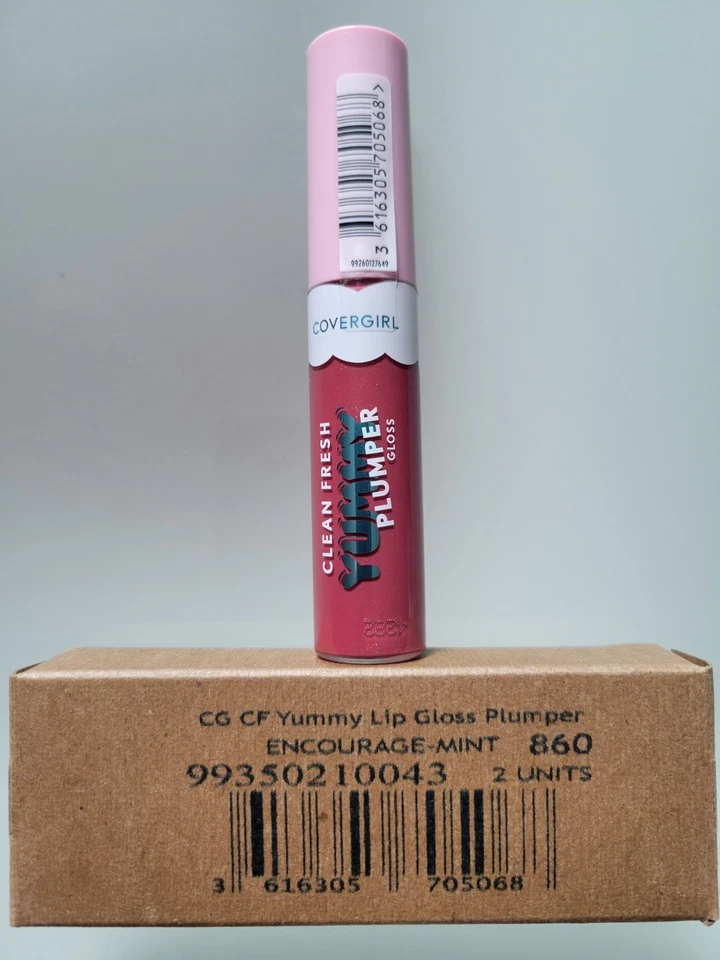 3 616305 705068 >
99260127649
COVERGIRL
CLEAN FRESH
YUMMY
PLUMPER
GLOSS
CG CF Yummy Lip Gloss Plumper
ENCOURAGE-MINT 860
99350210043 2 UNITS
3 616305 705068